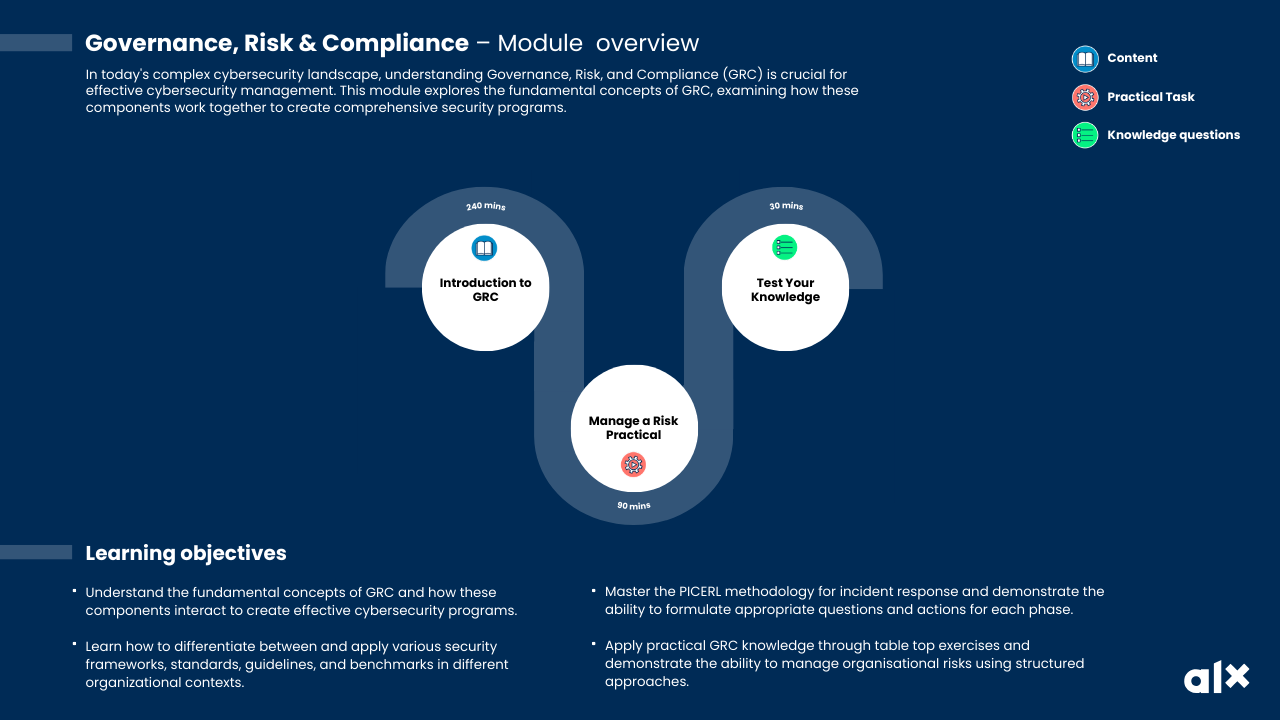 Governance, Risk & Compliance – Module overview
In today's complex cybersecurity landscape, understanding Governance, Risk, and Compliance (GRC) is crucial for
effective cybersecurity management. This module explores the fundamental concepts of GRC, examining how these
components work together to create comprehensive security programs.
Content
Practical Task
Knowledge questions
240 mins
Introduction to
GRC
30 mins
Test Your
Knowledge
Manage a Risk
Practical
90 mins
Learning objectives
Understand the fundamental concepts of GRC and how these
components interact to create effective cybersecurity programs.
Learn how to differentiate between and apply various security
frameworks, standards, guidelines, and benchmarks in different
organizational contexts.
Master the PICERL methodology for incident response and demonstrate the
ability to formulate appropriate questions and actions for each phase.
Apply practical GRC knowledge through table top exercises and
demonstrate the ability to manage organisational risks using structured
approaches.
alx